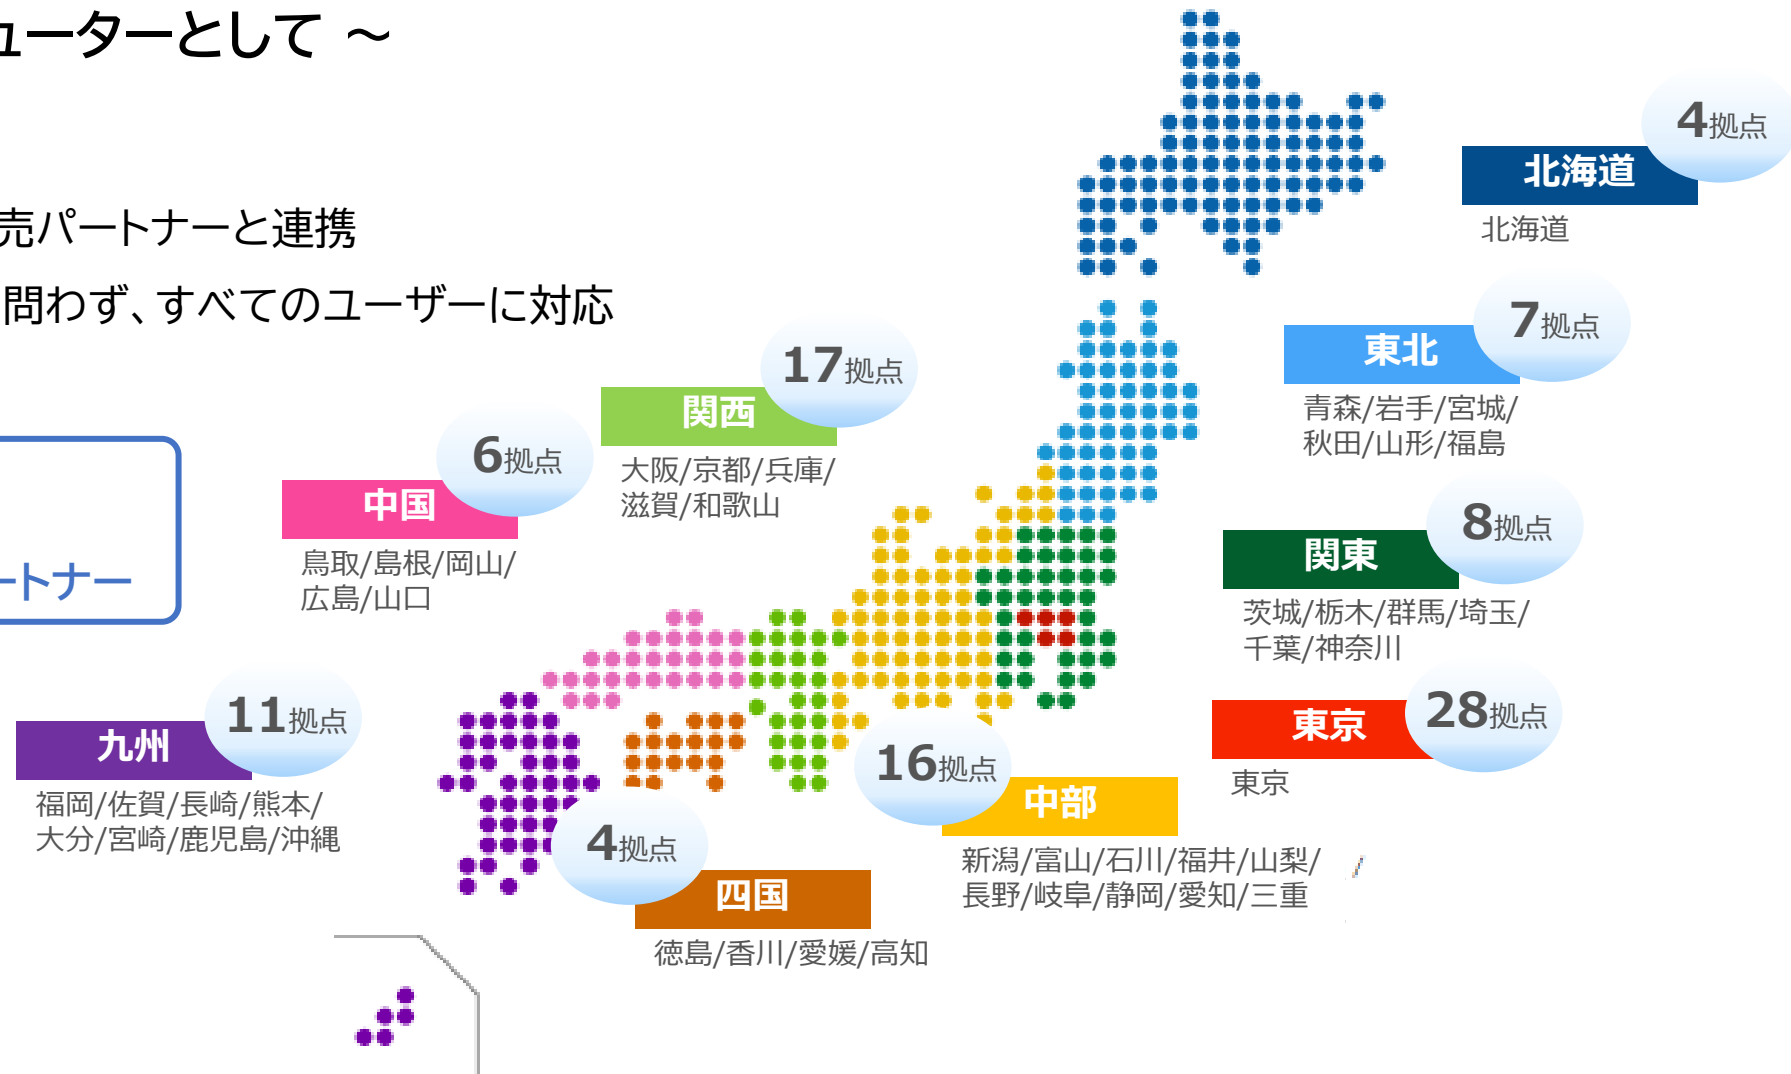 ューターとして ～
売パートナーと連携
問わず、すべてのユーザーに対応
ートナー
4拠点
北海道
北海道
7拠点
東北
青森/岩手/宮城/
秋田/山形/福島
17拠点
関西
大阪/京都/兵庫/
滋賀/和歌山
6拠点
中国
鳥取/島根/岡山/
広島/山口
8拠点
関東
茨城/栃木/群馬/埼玉/
千葉/神奈川
28拠点
東京
東京
11拠点
九州
福岡/佐賀/長崎/熊本/
大分/宮崎/鹿児島/沖縄
16拠点
中部
新潟/富山/石川/福井/山梨/
長野/岐阜/静岡/愛知/三重
4拠点
四国
徳島/香川/愛媛/高知